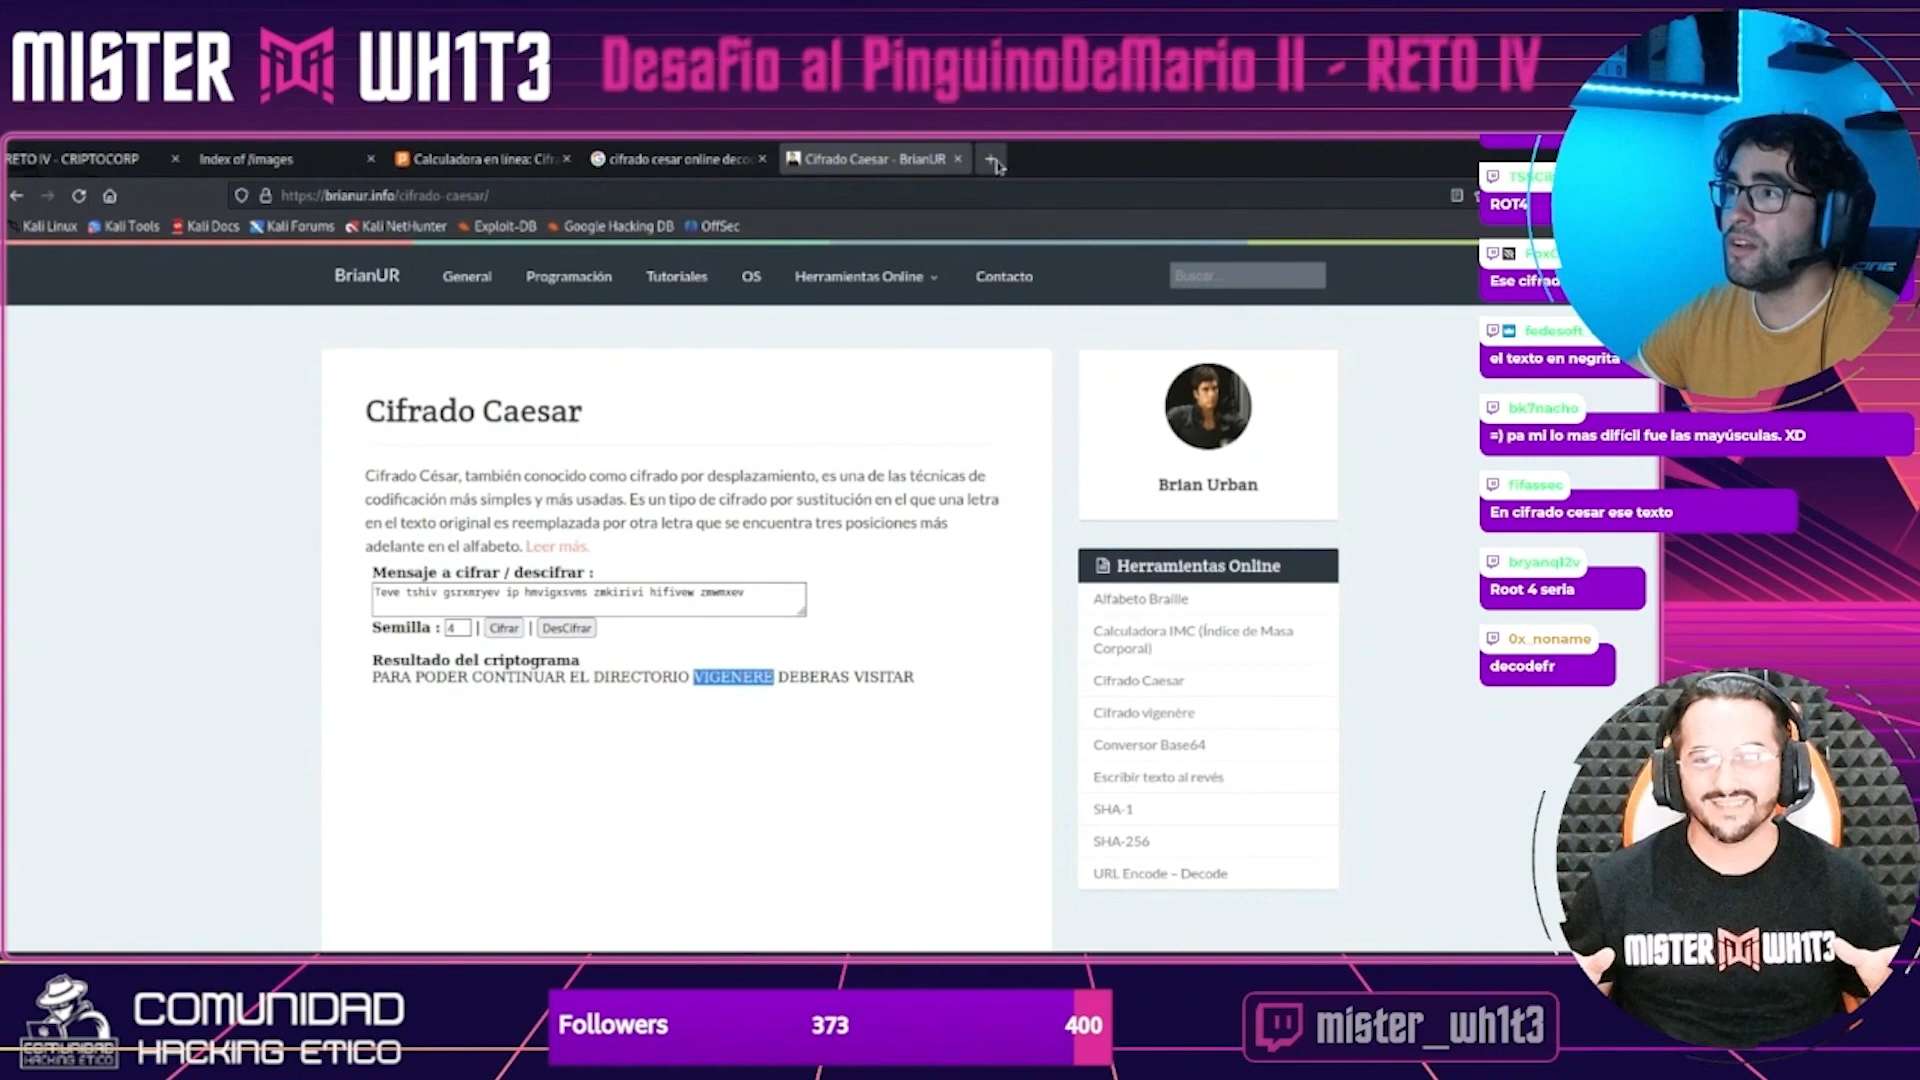 MISTER WH1T3
Desafío al PinguinoDeMario II - RETO IV
RETO IV - CRIPTOCORP
Index of /images
Calculadora en línea: Cifr
cifrado cesar online deco
Cifrado Caesar - BrianUR
https://brianur.info/cifrado-caesar/
Kali Linux
Kali Tools
Kali Docs
Kali Forums
Kali NetHunter
Exploit-DB
Google Hacking DB
OffSec
BrianUR
General
Programación
Tutoriales
OS
Herramientas Online
Contacto
Buscar...
Cifrado Caesar
Cifrado César, también conocido como cifrado por desplazamiento, es una de las técnicas de
codificación más simples y más usadas. Es un tipo de cifrado por sustitución en el que una letra
en el texto original es reemplazada por otra letra que se encuentra tres posiciones más
adelante en el alfabeto. Leer más.
Mensaje a cifrar / descifrar :
Teve tshiv gsrxmryev ip hmvigxsvms zmkirivi hifivew zmwmxev
Semilla : 4 | Cifrar | DesCifrar
Resultado del criptograma
PARA PODER CONTINUAR EL DIRECTORIO VIGENERE DEBERAS VISITAR
Brian Urban
Herramientas Online
Alfabeto Braille
Calculadora IMC (Índice de Masa
Corporal)
Cifrado Caesar
Cifrado vigenère
Conversor Base64
Escribir texto al revés
SHA-1
SHA-256
URL Encode – Decode
ROT4
Ese cifrad
fedesoft
el texto en negrita
bk7nacho
=) pa mi lo mas difícil fue las mayúsculas. XD
fifassec
En cifrado cesar ese texto
bryanq12v
Root 4 seria
0x_noname
decodefr
MISTER WH1T3
COMUNIDAD
HACKING ETICO
COMUNIDAD
HACKING ETICO
Followers
373
400
mister_wh1t3